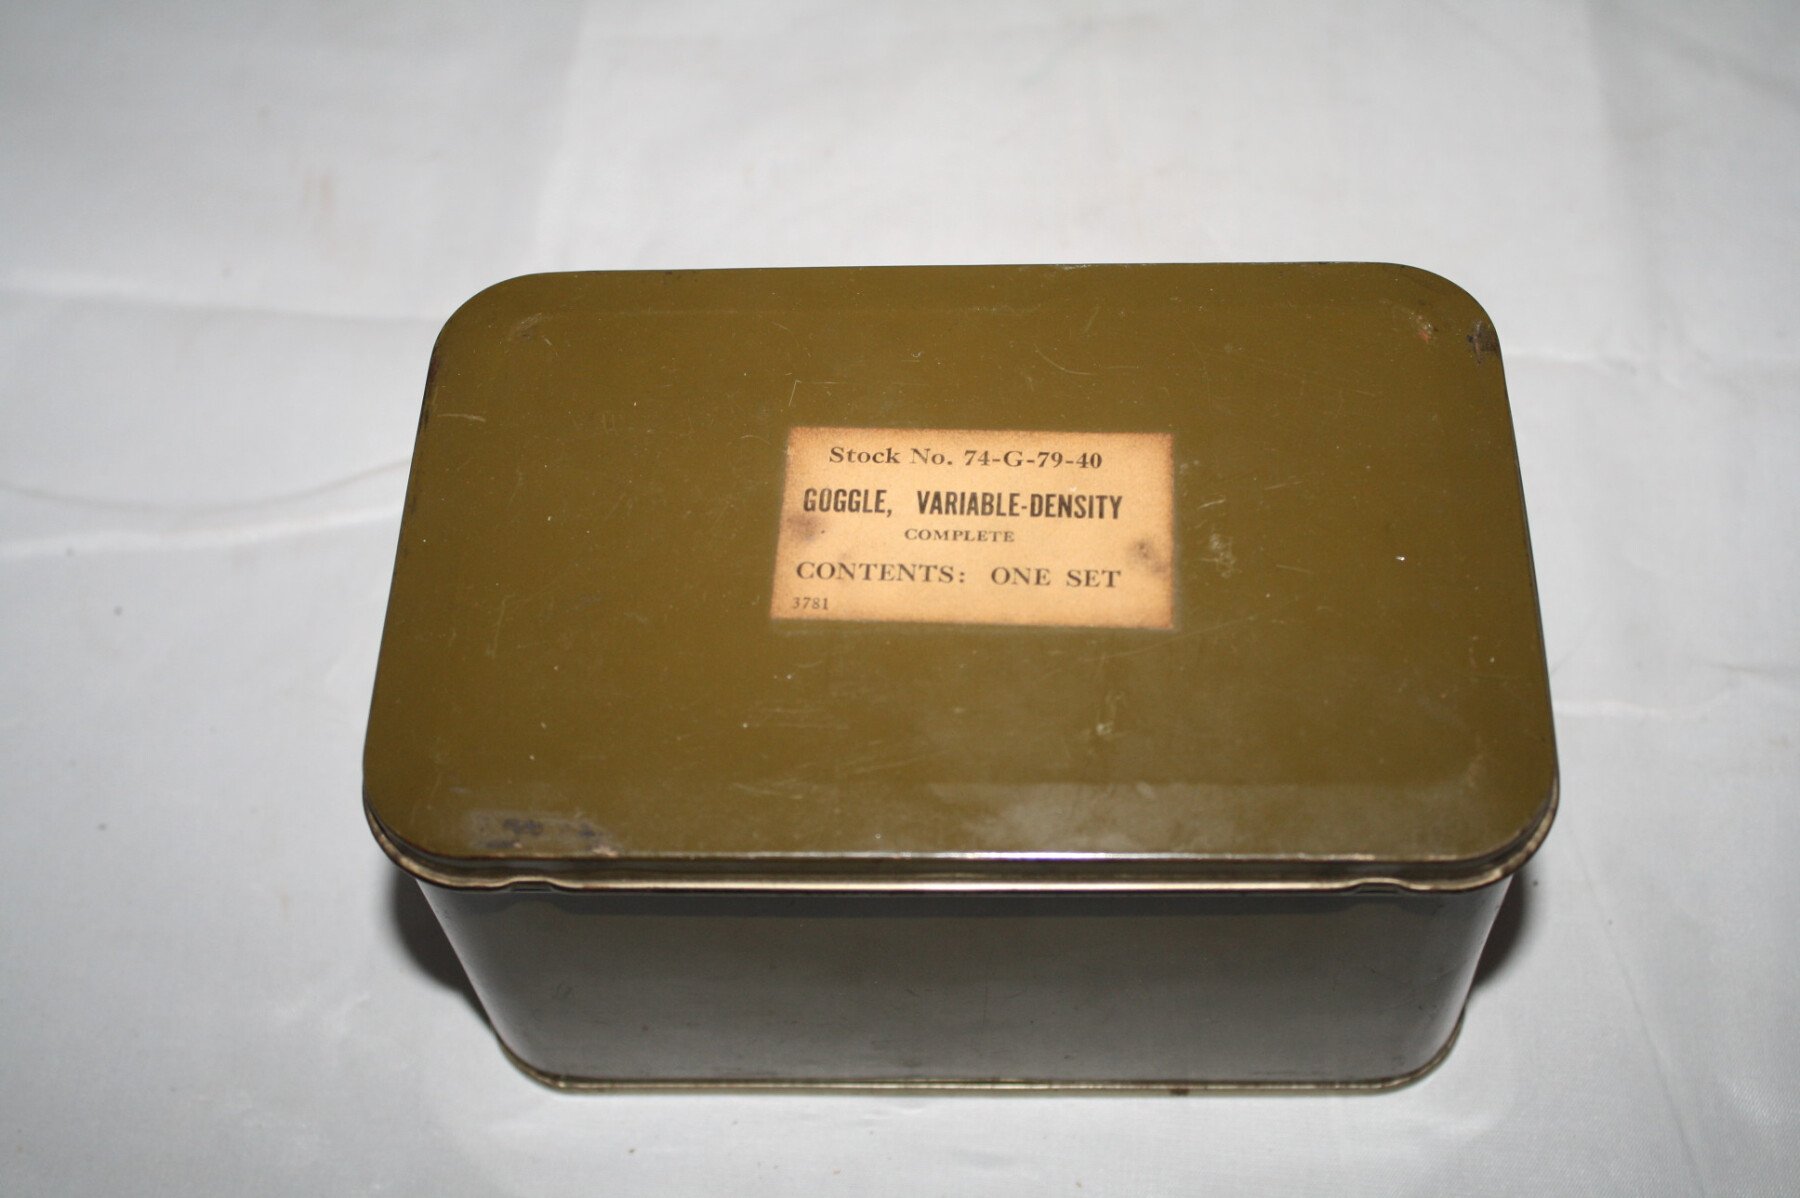 Stock No. 74-G-79-40
GOGGLE, VARIABLE-DENSITY
COMPLETE
CONTENTS: ONE SET
3781